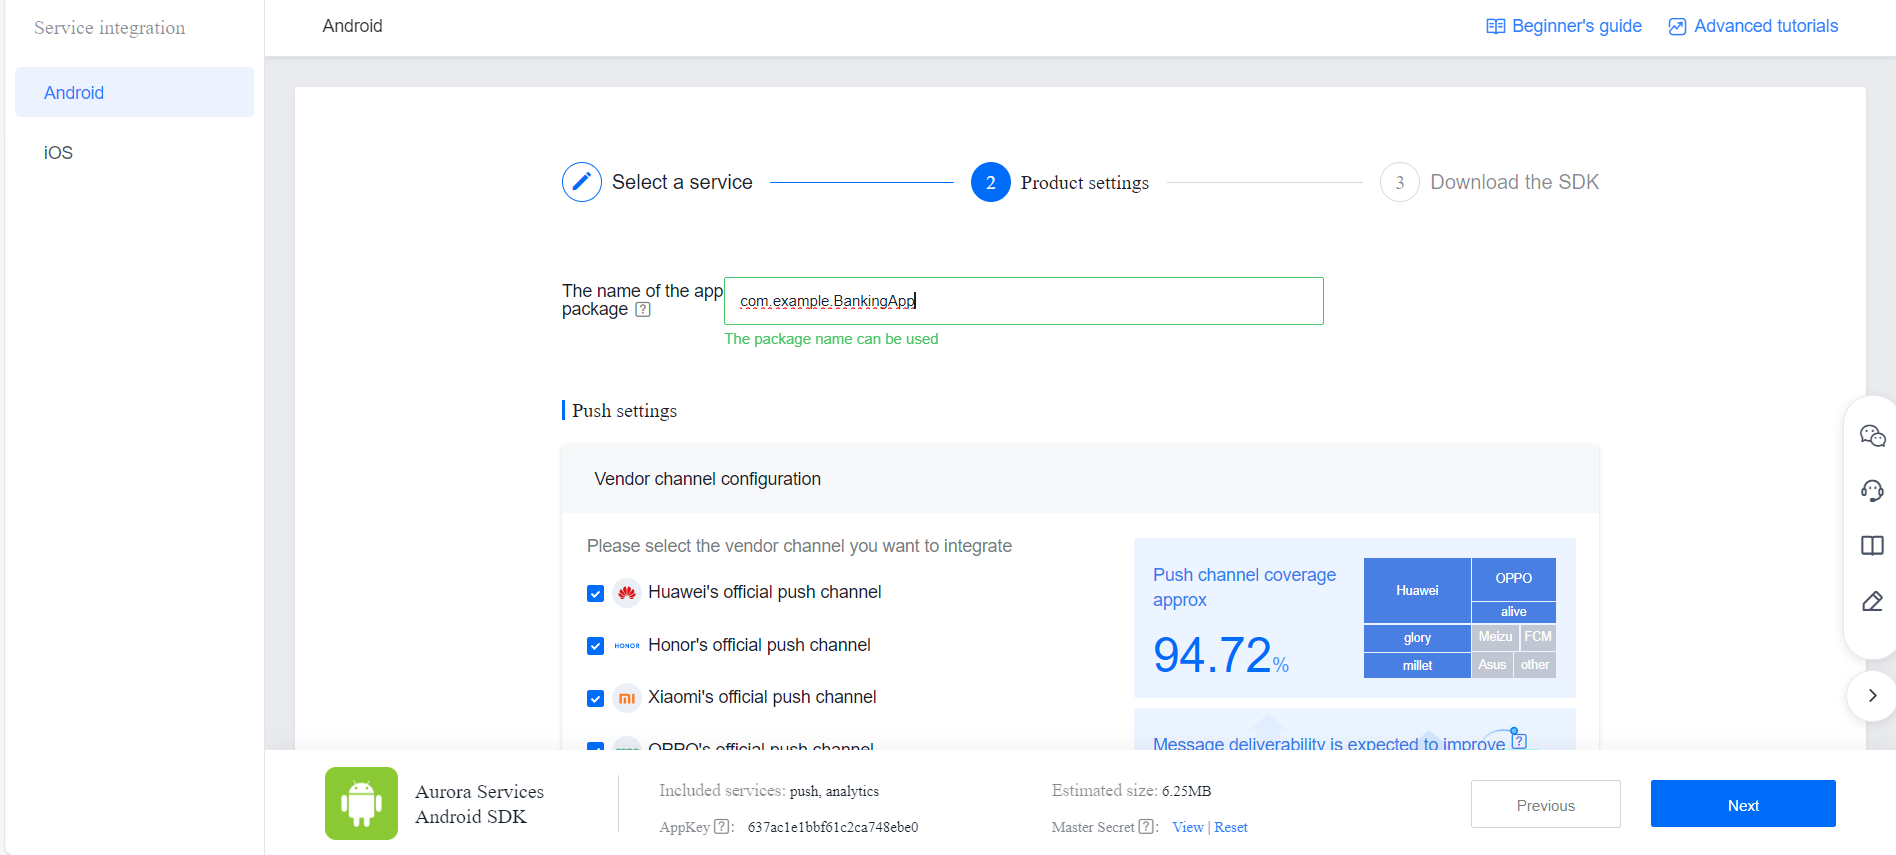 Service integration
Android
iOS
Android
Beginner's guide
Advanced tutorials
Select a service
2
Product settings
3
Download the SDK
The name of the app
package ?
com.example.BankingApp
The package name can be used
Push settings
Vendor channel configuration
Please select the vendor channel you want to integrate
Huawei's official push channel
HONOR Honor's official push channel
Xiaomi's official push channel
OPPO's official push channel
Push channel coverage
approx
94.72%
Huawei
OPPO
alive
glory
Meizu
FCM
millet
Asus
other
Message deliverability is expected to improve ?
Aurora Services
Android SDK
Included services: push, analytics
AppKey ? : 637ac1e1bbf61c2ca748ebe0
Estimated size: 6.25MB
Master Secret ? : View | Reset
Previous
Next